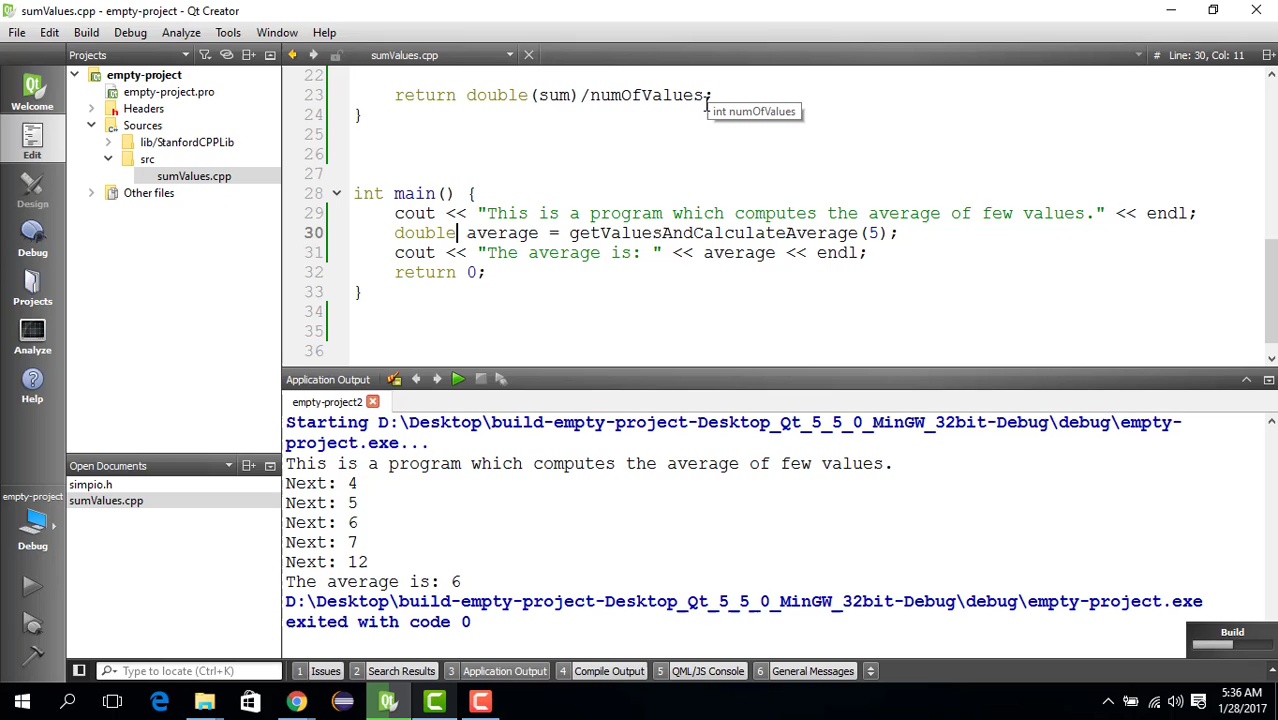 sumValues.cpp - empty-project - Qt Creator
File Edit Build Debug Analyze Tools Window Help
Projects
sumValues.cpp
# Line: 30, Col: 11
Welcome
Edit
Design
Debug
Projects
Analyze
Help
empty-project
Debug
empty-project
empty-project.pro
Headers
Sources
lib/StanfordCPPLib
src
sumValues.cpp
Other files
Open Documents
simpio.h
sumValues.cpp
22
23 return double(sum)/numOfValues;
int numOfValues
24 }
25
26
27
28 int main() {
29 cout << "This is a program which computes the average of few values." << endl;
30 double average = getValuesAndCalculateAverage(5);
31 cout << "The average is: " << average << endl;
32 return 0;
33 }
34
35
36
Application Output
empty-project2
Starting D:\Desktop\build-empty-project-Desktop_Qt_5_5_0_MinGW_32bit-Debug\debug\empty-
project.exe...
This is a program which computes the average of few values.
Next: 4
Next: 5
Next: 6
Next: 7
Next: 12
The average is: 6
D:\Desktop\build-empty-project-Desktop_Qt_5_5_0_MinGW_32bit-Debug\debug\empty-project.exe
exited with code 0
Build
Type to locate (Ctrl+K)
1 Issues 2 Search Results 3 Application Output 4 Compile Output 5 QML/JS Console 6 General Messages
5:36 AM
1/28/2017